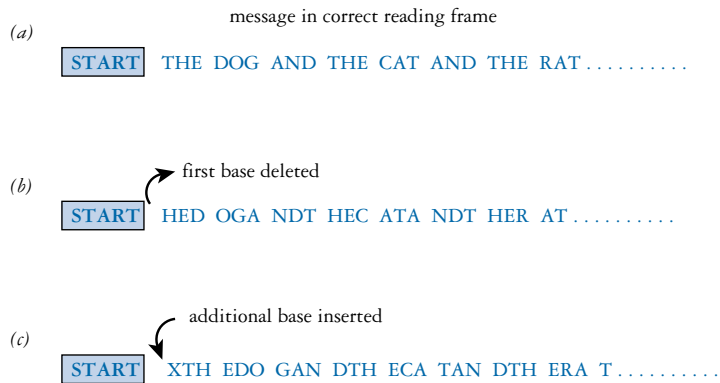 message in correct reading frame
(a)
START THE DOG AND THE CAT AND THE RAT . . . . . . . . . .
first base deleted
(b)
START HED OGA NDT HEC ATA NDT HER AT . . . . . . . . . .
additional base inserted
(c)
START XTH EDO GAN DTH ECA TAN DTH ERA T . . . . . . . . . .